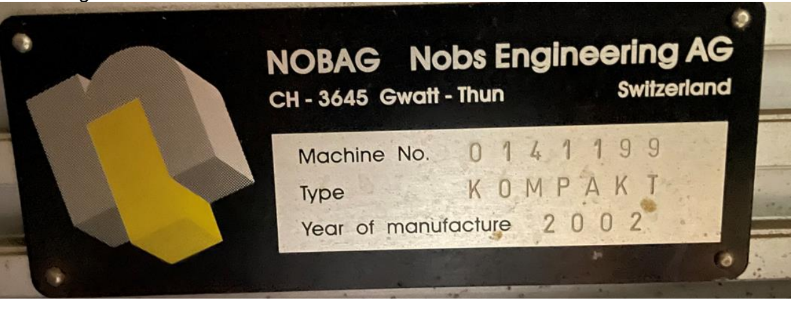 NOBAG Nobs Engineering AG
CH - 3645 Gwatt - Thun Switzerland
Machine No. 0141199
Type KOMPAKT
Year of manufacture 2002